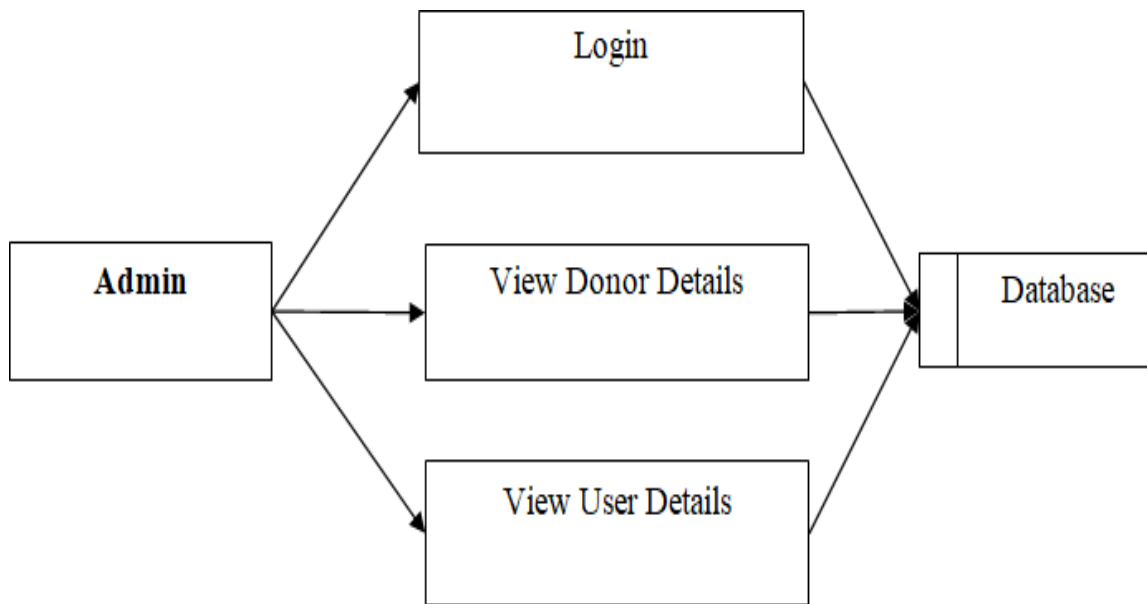 Login
Admin
View Donor Details
Database
View User Details